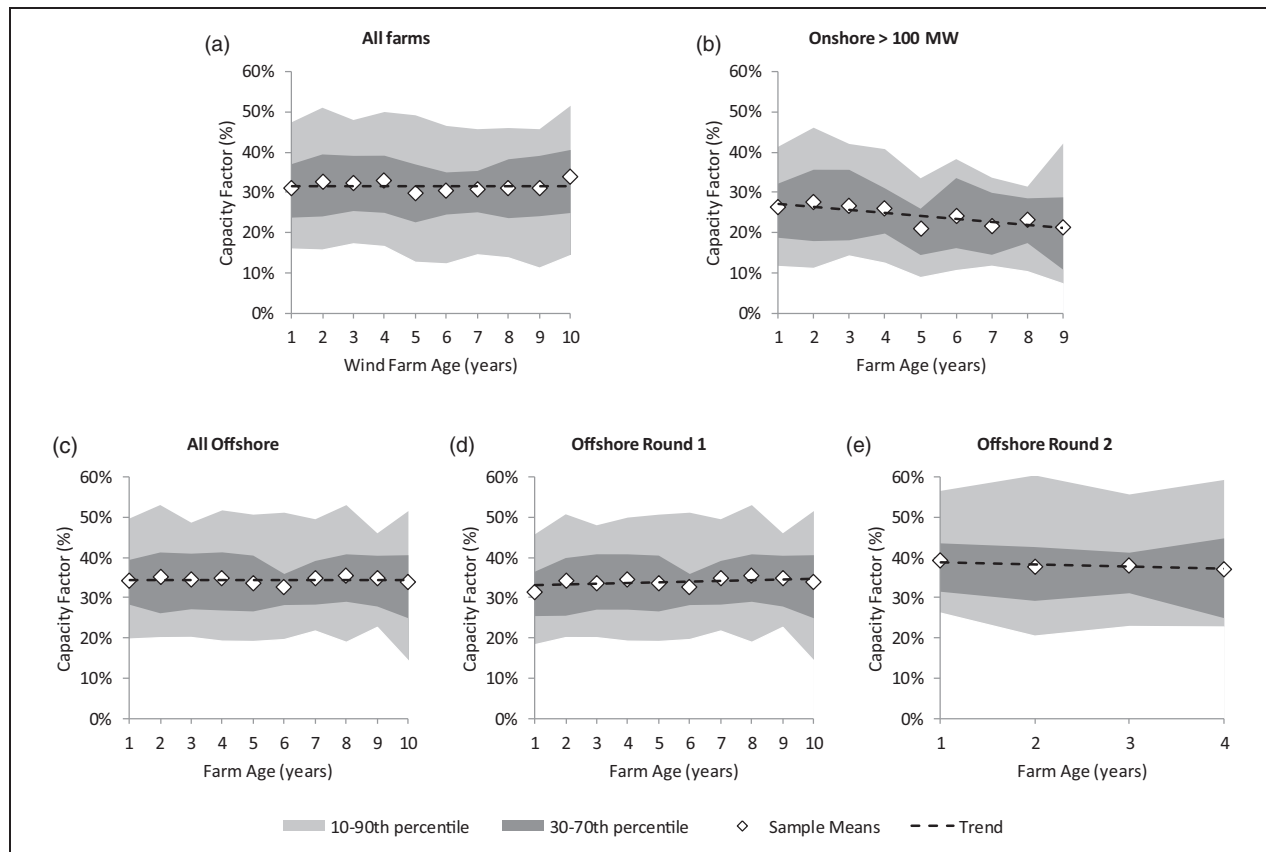 (a)
All farms
Capacity Factor (%)
60%
50%
40%
30%
20%
10%
0%
1 2 3 4 5 6 7 8 9 10
Wind Farm Age (years)
(b)
Onshore > 100 MW
Capacity Factor (%)
60%
50%
40%
30%
20%
10%
0%
1 2 3 4 5 6 7 8 9
Farm Age (years)
(c)
All Offshore
Capacity Factor (%)
60%
50%
40%
30%
20%
10%
0%
1 2 3 4 5 6 7 8 9 10
Farm Age (years)
(d)
Offshore Round 1
Capacity Factor (%)
60%
50%
40%
30%
20%
10%
0%
1 2 3 4 5 6 7 8 9 10
Farm Age (years)
(e)
Offshore Round 2
Capacity Factor (%)
60%
50%
40%
30%
20%
10%
0%
1 2 3 4
Farm Age (years)
10-90th percentile 30-70th percentile Sample Means Trend